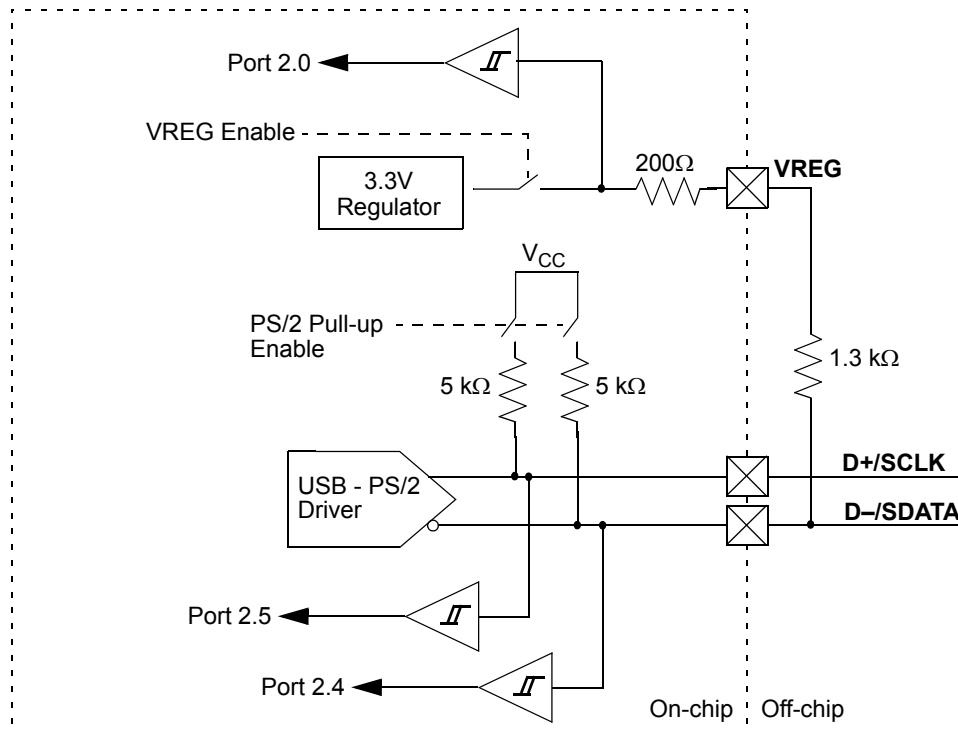 Port 2.0
VREG Enable
3.3V
Regulator
200Ω
VREG
VCC
PS/2 Pull-up
Enable
5 kΩ
5 kΩ
1.3 kΩ
USB - PS/2
Driver
D+/SCLK
D–/SDATA
Port 2.5
Port 2.4
On-chip
Off-chip